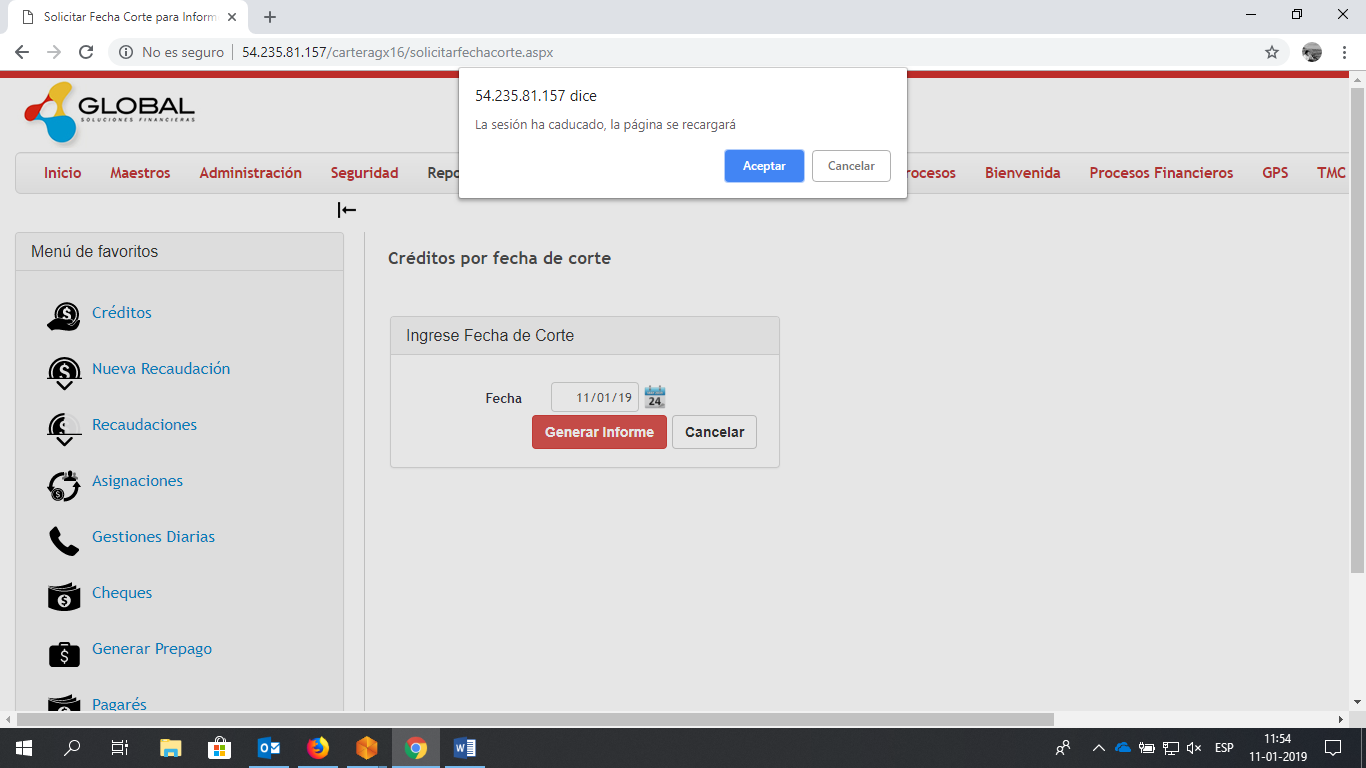 Solicitar Fecha Corte para Inform
No es seguro 54.235.81.157/carteragx16/solicitarfechacorte.aspx
54.235.81.157 dice
La sesión ha caducado, la página se recargará
Aceptar Cancelar
GLOBAL
SOLUCIONES FINANCIERAS
Inicio Maestros Administración Seguridad Repo rocesos Bienvenida Procesos Financieros GPS TMC
Menú de favoritos
Créditos
Nueva Recaudación
Recaudaciones
Asignaciones
Gestiones Diarias
Cheques
Generar Prepago
Pagarés
Créditos por fecha de corte
Ingrese Fecha de Corte
Fecha 11/01/19 24
Generar Informe Cancelar
ESP
11:54
11-01-2019